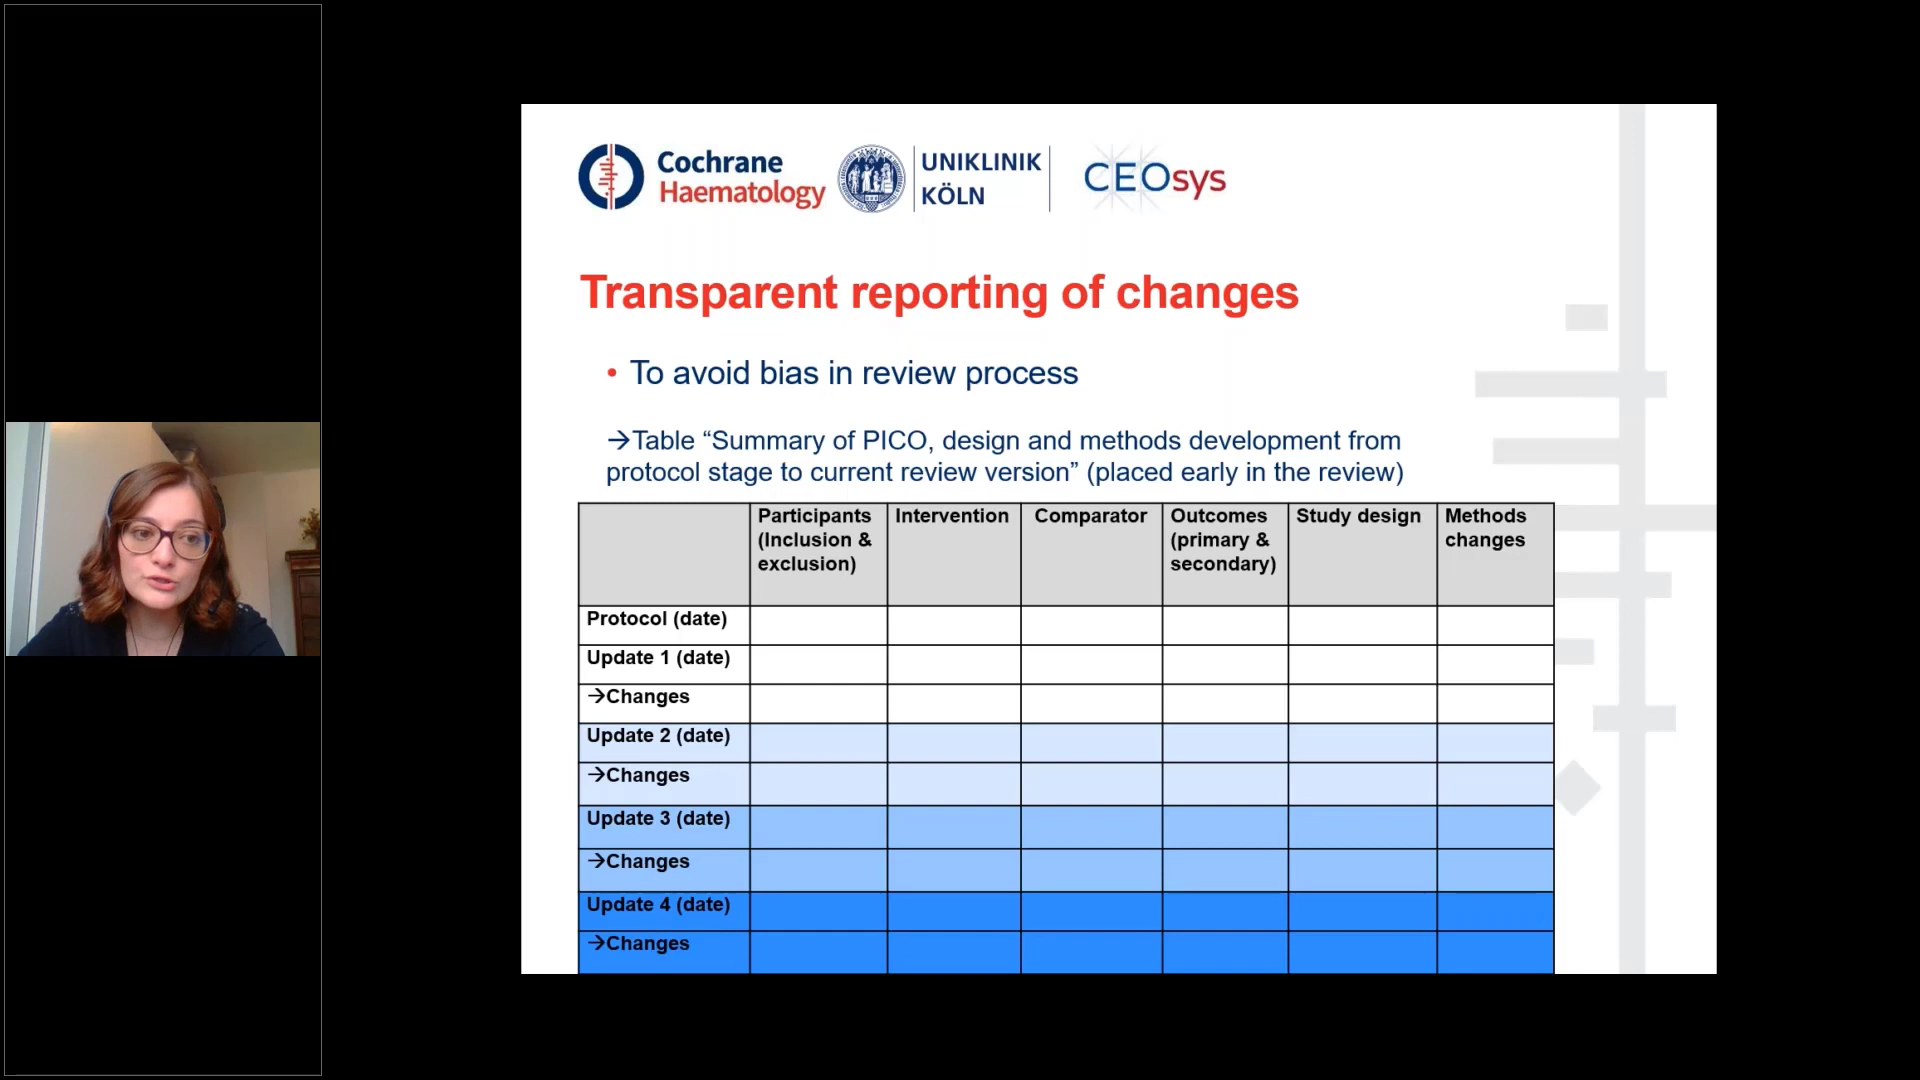 Cochrane
Haematology
UNIKLINIK
KÖLN
CEOsys
Transparent reporting of changes
• To avoid bias in review process
→Table “Summary of PICO, design and methods development from
protocol stage to current review version” (placed early in the review)
Participants (Inclusion & exclusion) Intervention Comparator Outcomes (primary & secondary) Study design Methods changes
Protocol (date)
Update 1 (date)
→Changes
Update 2 (date)
→Changes
Update 3 (date)
→Changes
Update 4 (date)
→Changes